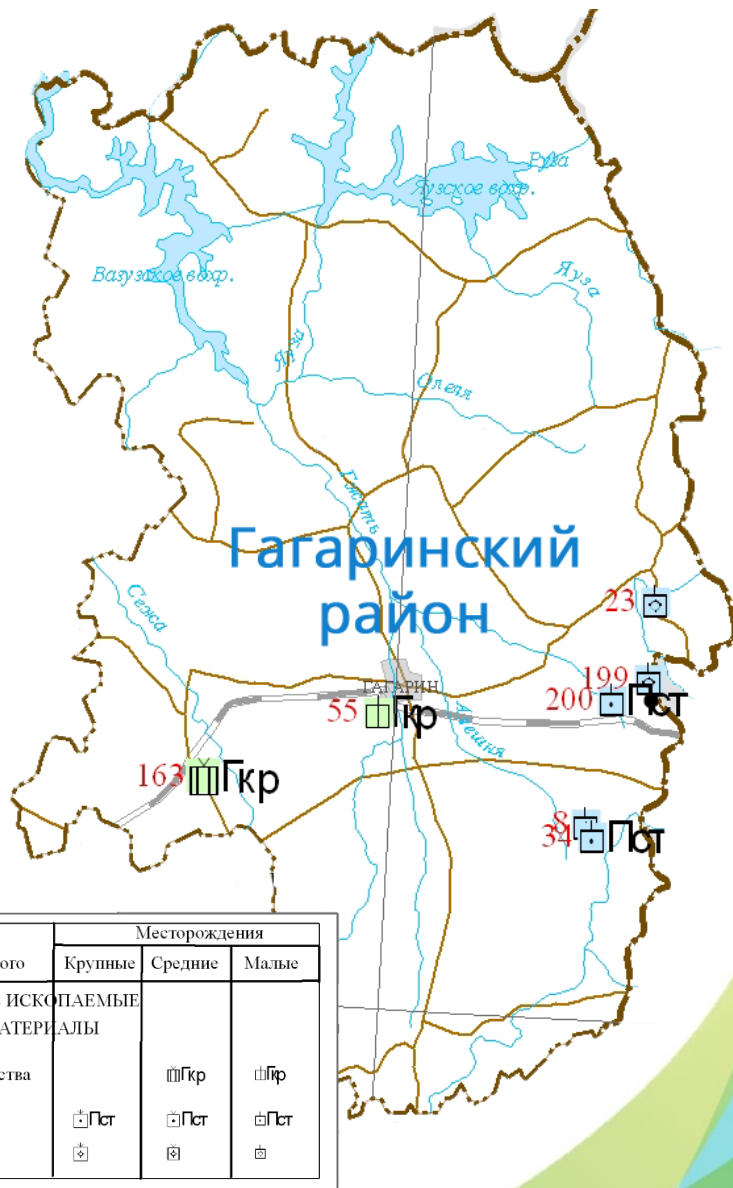 Руза
Яузское вдхр.
Вазузское вдхр.
Яуза
Яуза
Олеля
Гжать
Гагаринский
район
Сежа
23
199
200
Пст
ГАГАРИН
55
Гкр
Алешня
163
Гкр
8
34
Пст
Месторождения
ого
Крупные
Средние
Малые
ИСКОПАЕМЫЕ
АТЕРИАЛЫ
ства
Гкр
Гкр
Пст
Пст
Пст